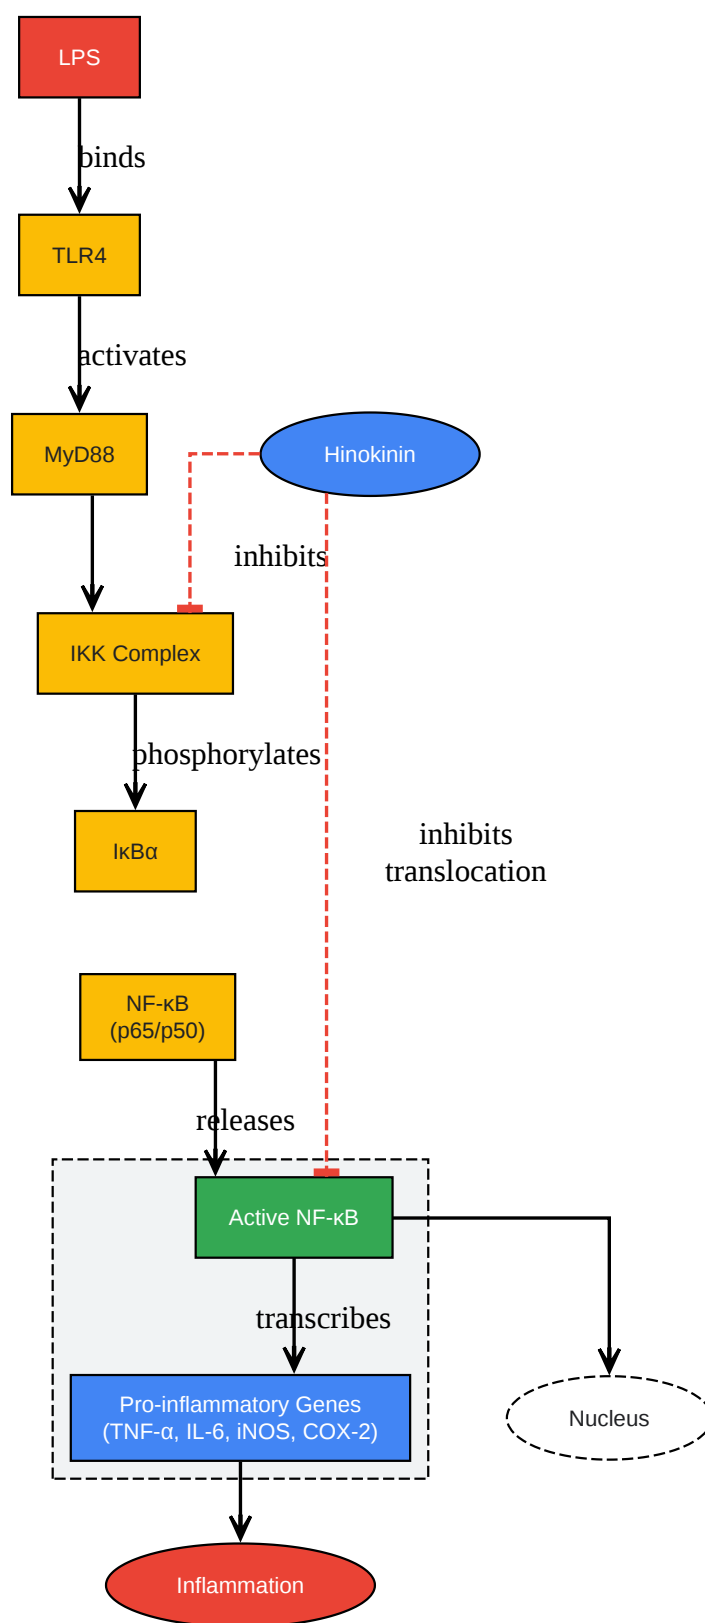 LPS
binds
TLR4
activates
MyD88
Hinokinin
inhibits
IKK Complex
phosphorylates
inhibits
translocation
IκBα
NF-κB
(p65/p50)
releases
Active NF-κB
transcribes
Pro-inflammatory Genes
(TNF-α, IL-6, iNOS, COX-2)
Nucleus
Inflammation